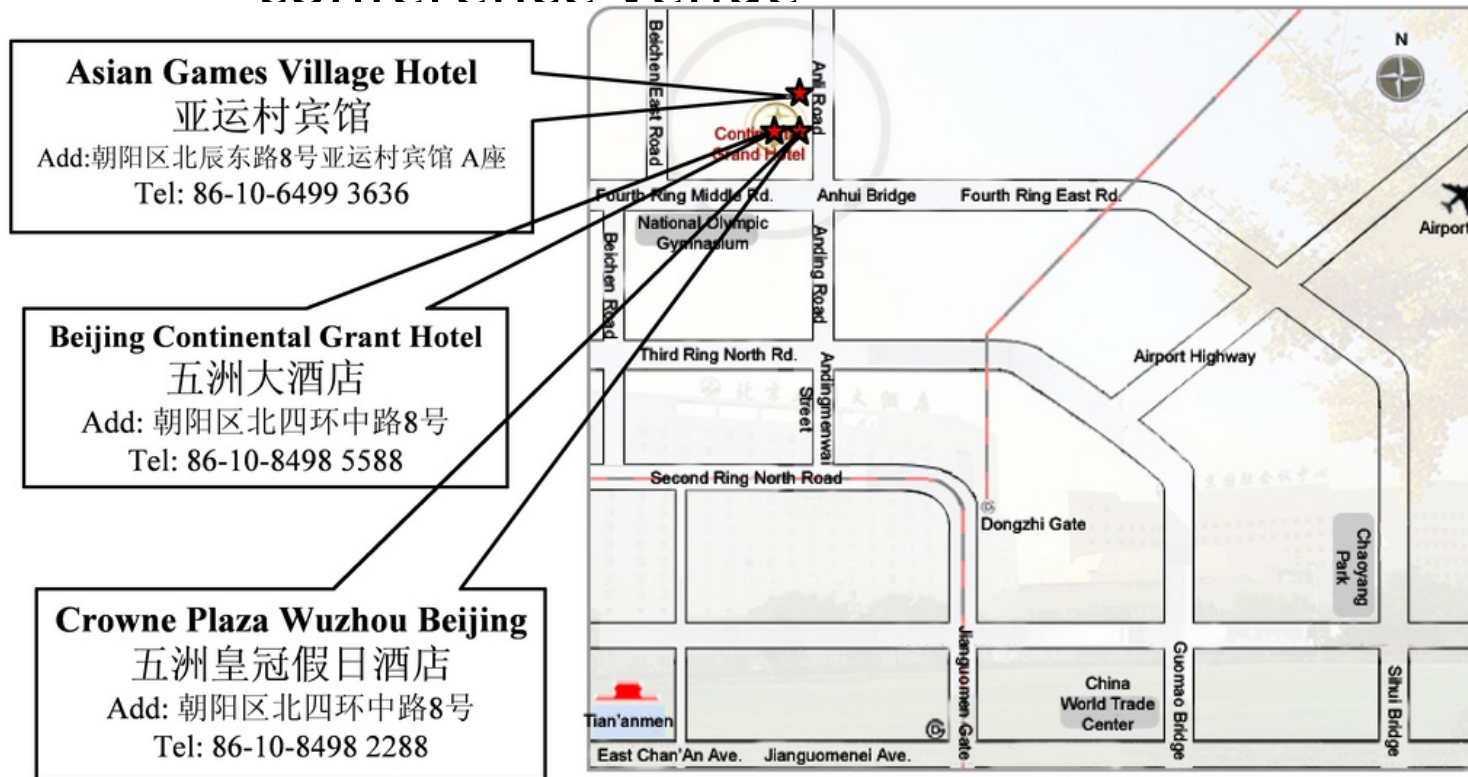 Conference venue
Asian Games Village Hotel
亚运村宾馆
Add:朝阳区北辰东路8号亚运村宾馆 A座
Tel: 86-10-6499 3636
Beijing Continental Grant Hotel
五洲大酒店
Add: 朝阳区北四环中路8号
Tel: 86-10-8498 5588
Crowne Plaza Wuzhou Beijing
五洲皇冠假日酒店
Add: 朝阳区北四环中路8号
Tel: 86-10-8498 2288
N
Beichen East Road
Anli Road
Grand Hotel
Fourth Ring Middle Rd.
Anhui Bridge
Fourth Ring East Rd.
National Olympic
Gymnasium
Airport
Beichen Road
Anding Road
Third Ring North Rd.
Andingmenwai
Street
Airport Highway
Second Ring North Road
Dongzhi Gate
Chaoyang
Park
Jianguomen Gate
Guomao Bridge
Sihui Bridge
China
World Trade
Center
Tian'anmen
East Chan'An Ave.
Jianguomenei Ave.